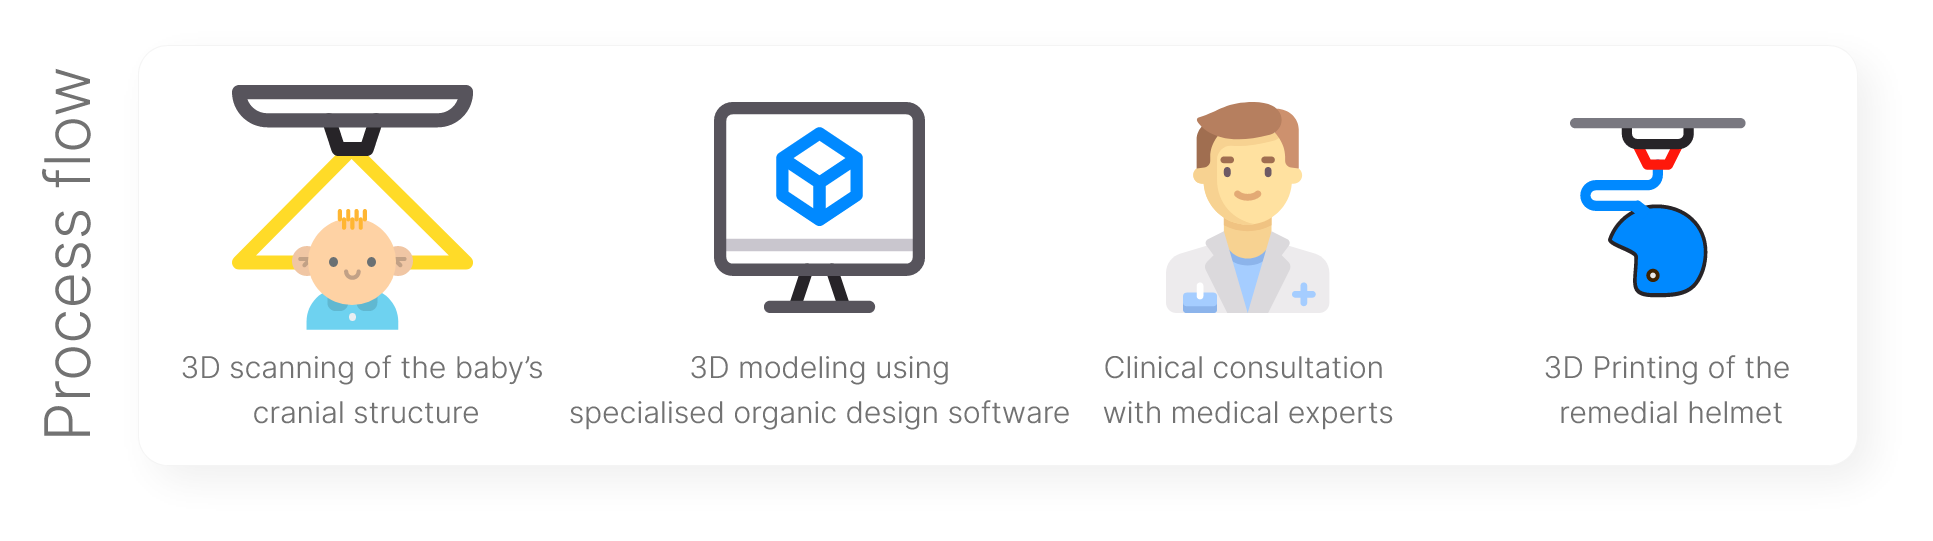 Process flow
3D scanning of the baby’s
cranial structure
3D modeling using
specialised organic design software
Clinical consultation
with medical experts
3D Printing of the
remedial helmet